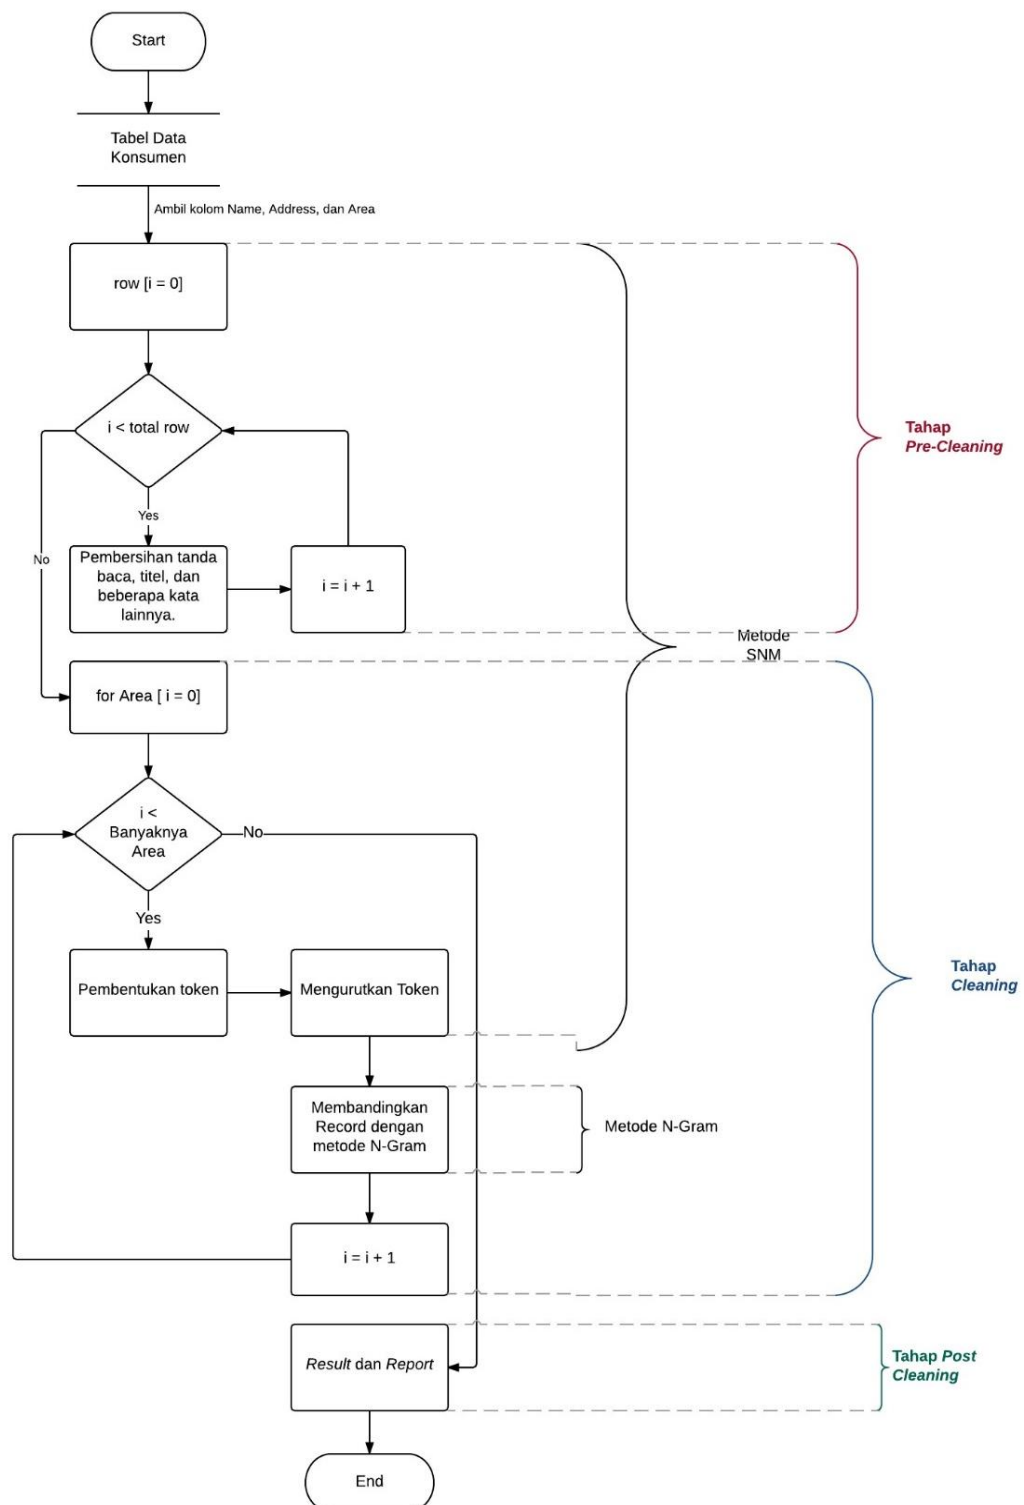 Start
Tabel Data
Konsumen
Ambil kolom Name, Address, dan Area
row [i = 0]
i < total row
Tahap
Pre-Cleaning
Yes
No
Pembersihan tanda
baca, titel, dan
beberapa kata
lainnya.
i = i + 1
Metode
SNM
for Area [ i = 0]
i <
Banyaknya
Area
No
Yes
Pembentukan token
Mengurutkan Token
Tahap
Cleaning
Membandingkan
Record dengan
metode N-Gram
Metode N-Gram
i = i + 1
Result dan Report
Tahap Post
Cleaning
End